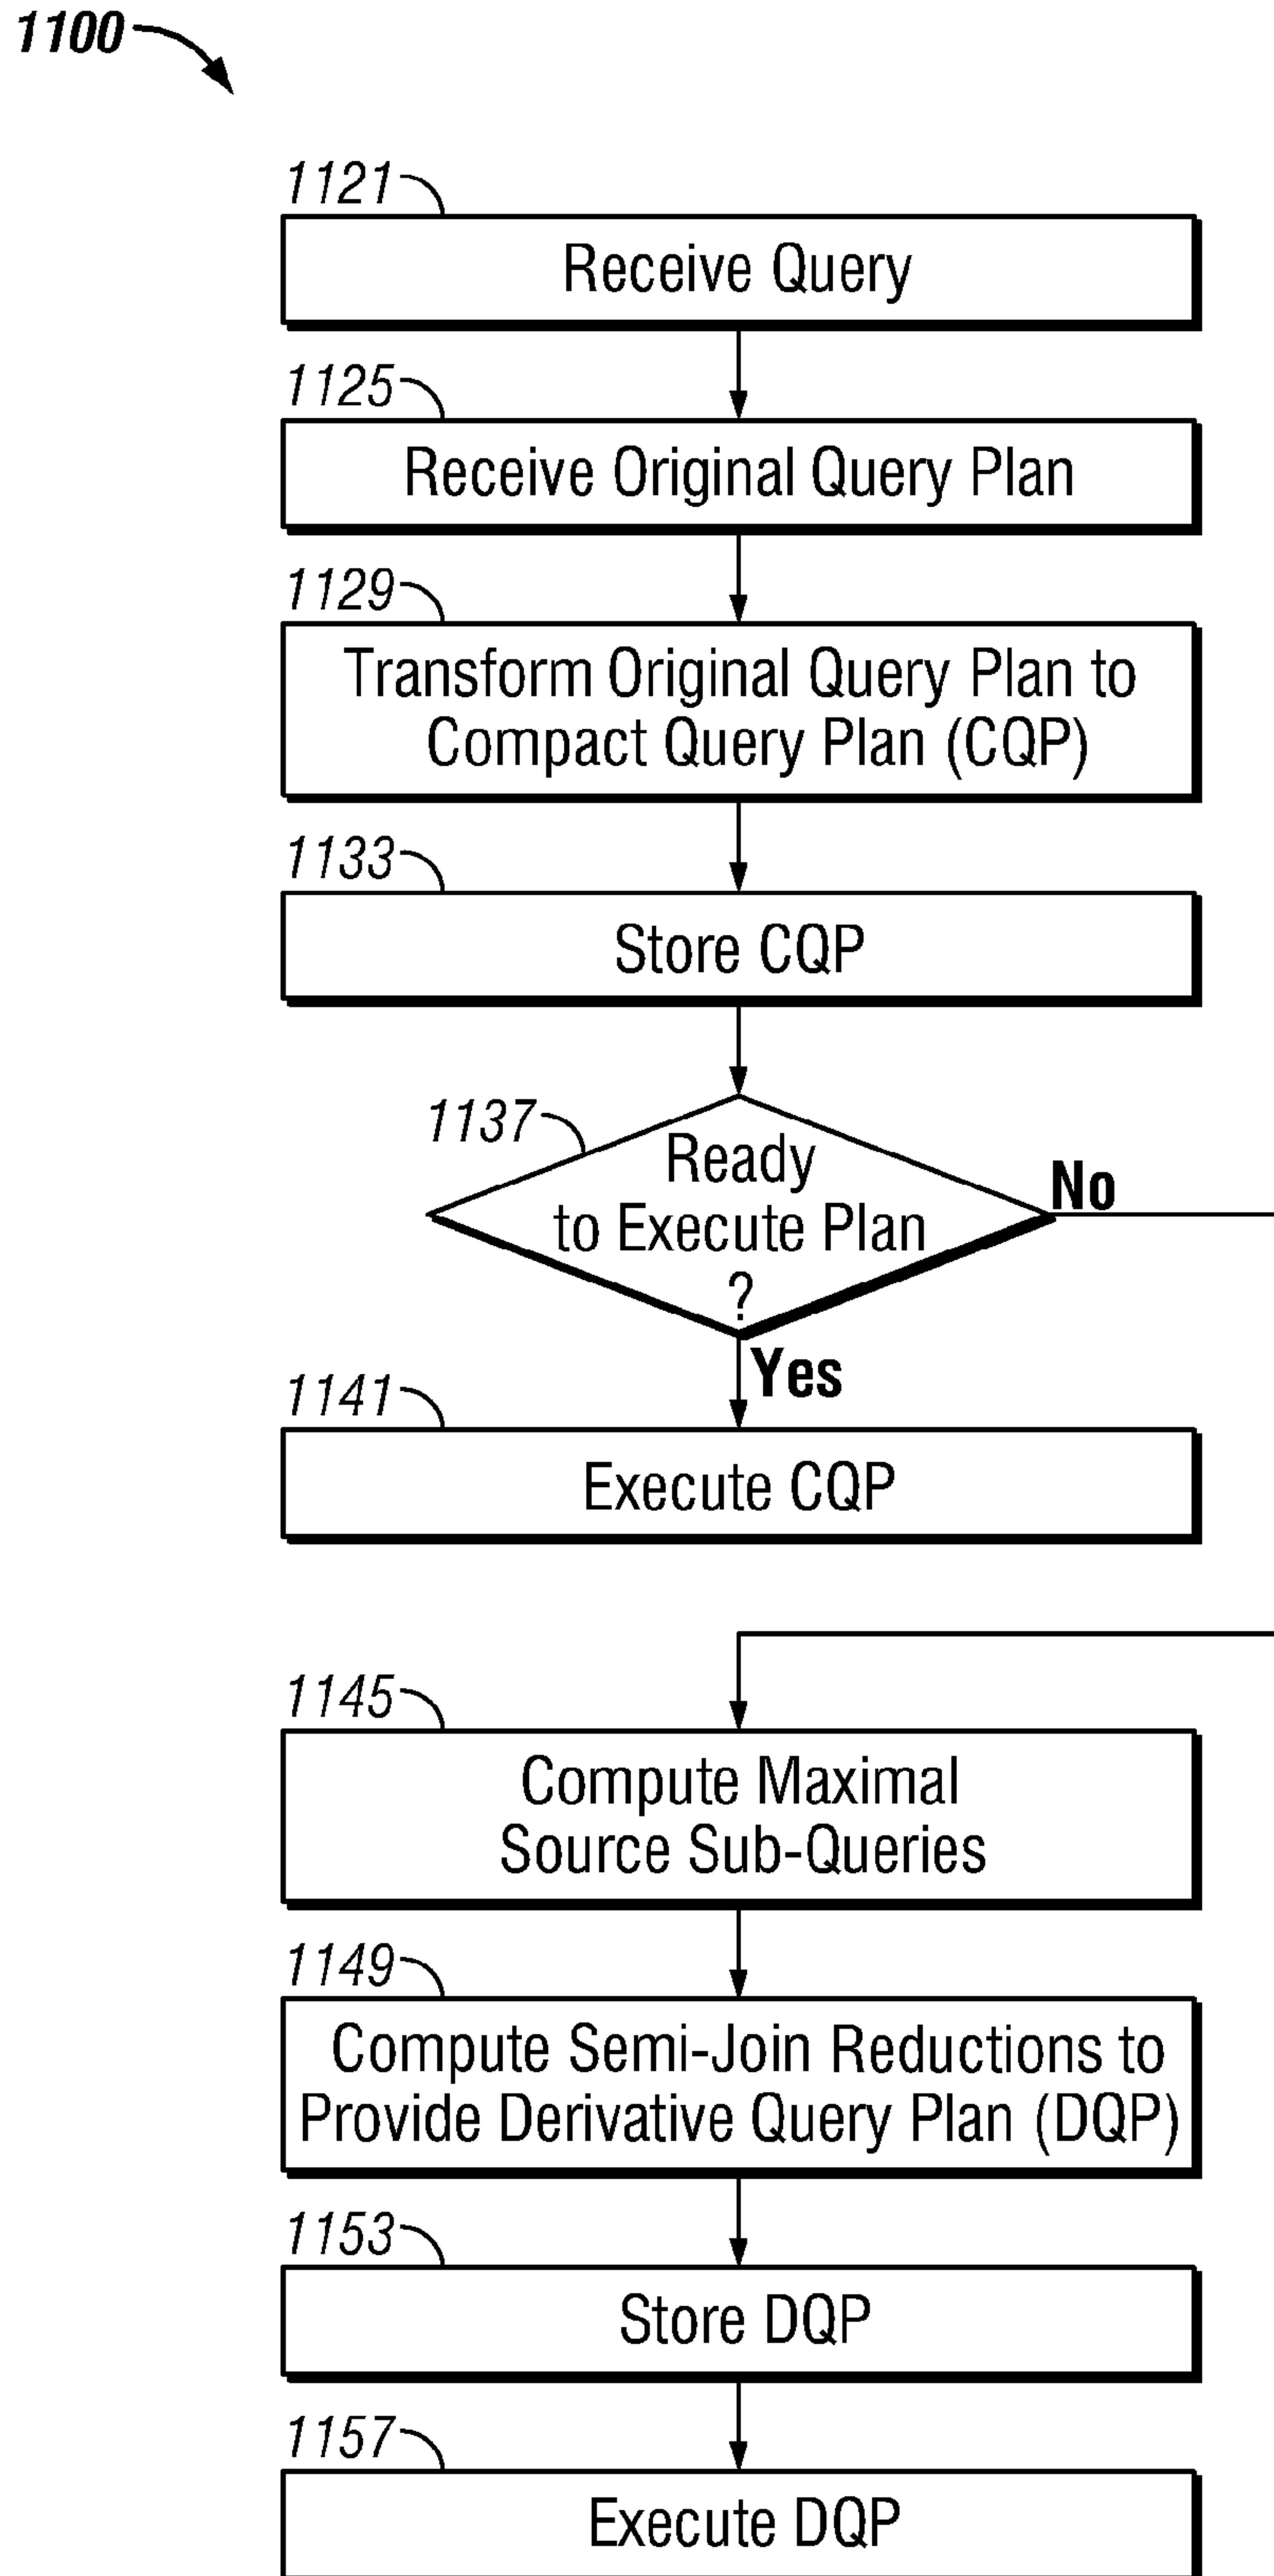 1100
1121
Receive Query
1125
Receive Original Query Plan
1129
Transform Original Query Plan to
Compact Query Plan (CQP)
1133
Store CQP
1137
Ready
to Execute Plan
?
No
Yes
1141
Execute CQP
1145
Compute Maximal
Source Sub-Queries
1149
Compute Semi-Join Reductions to
Provide Derivative Query Plan (DQP)
1153
Store DQP
1157
Execute DQP